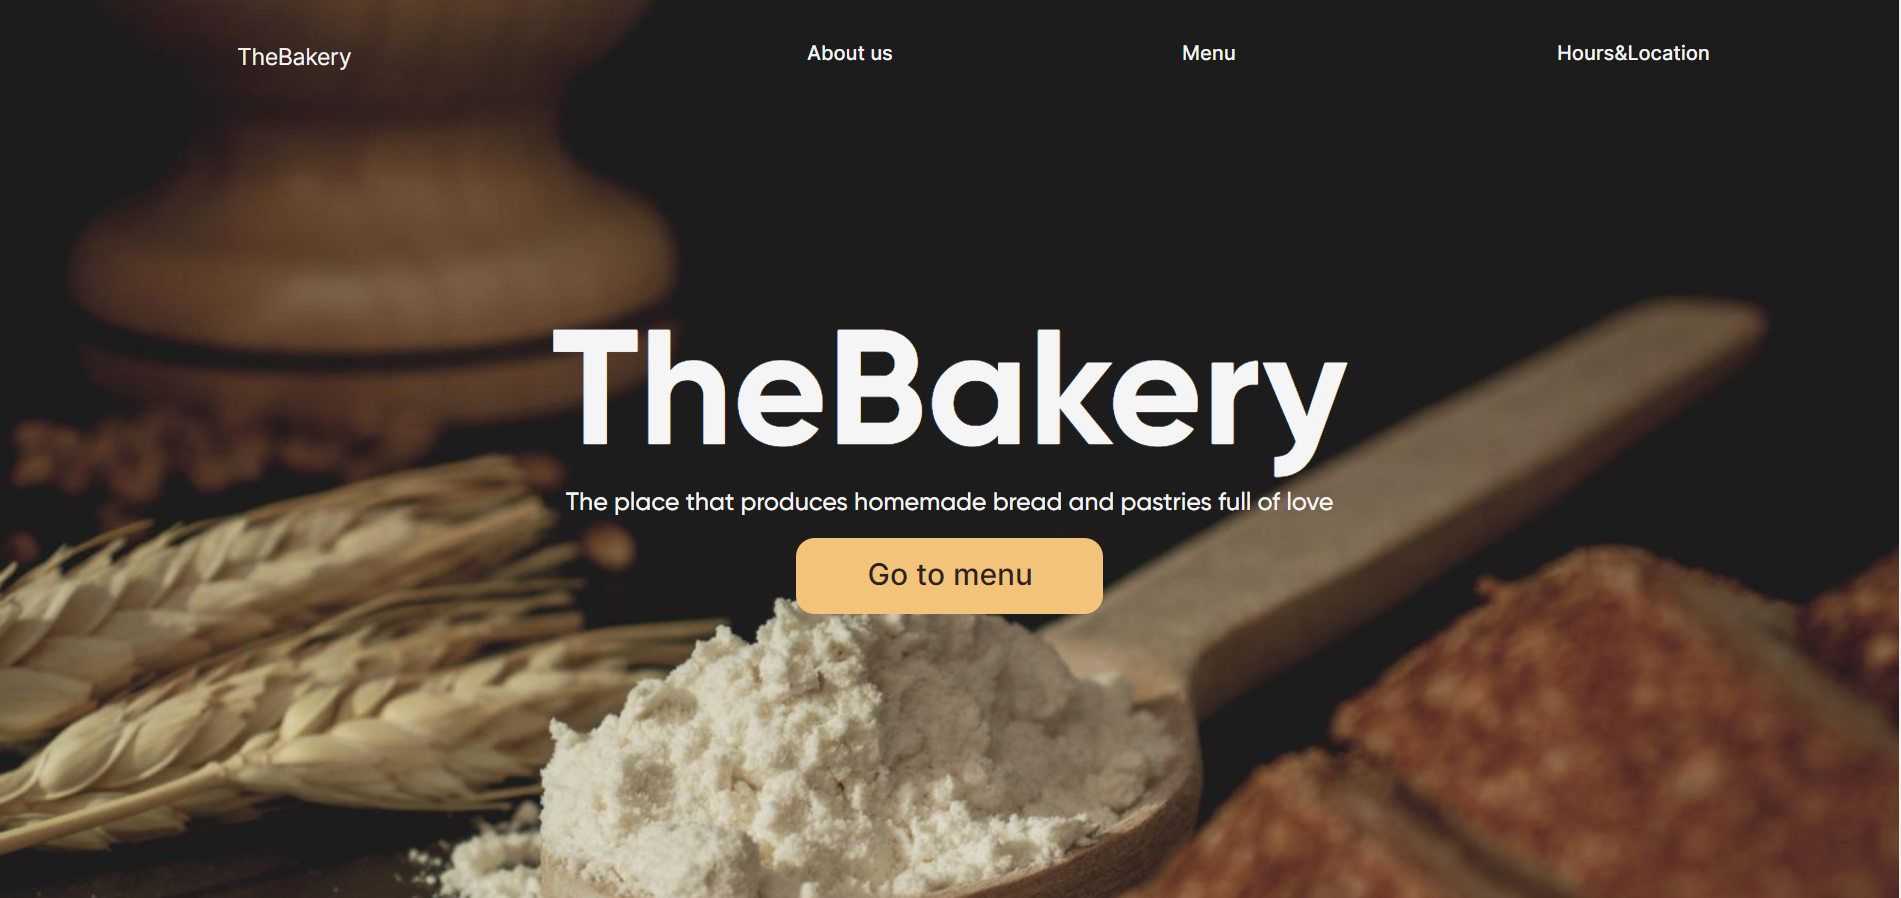 TheBakery
About us
Menu
Hours&Location
TheBakery
The place that produces homemade bread and pastries full of love
Go to menu